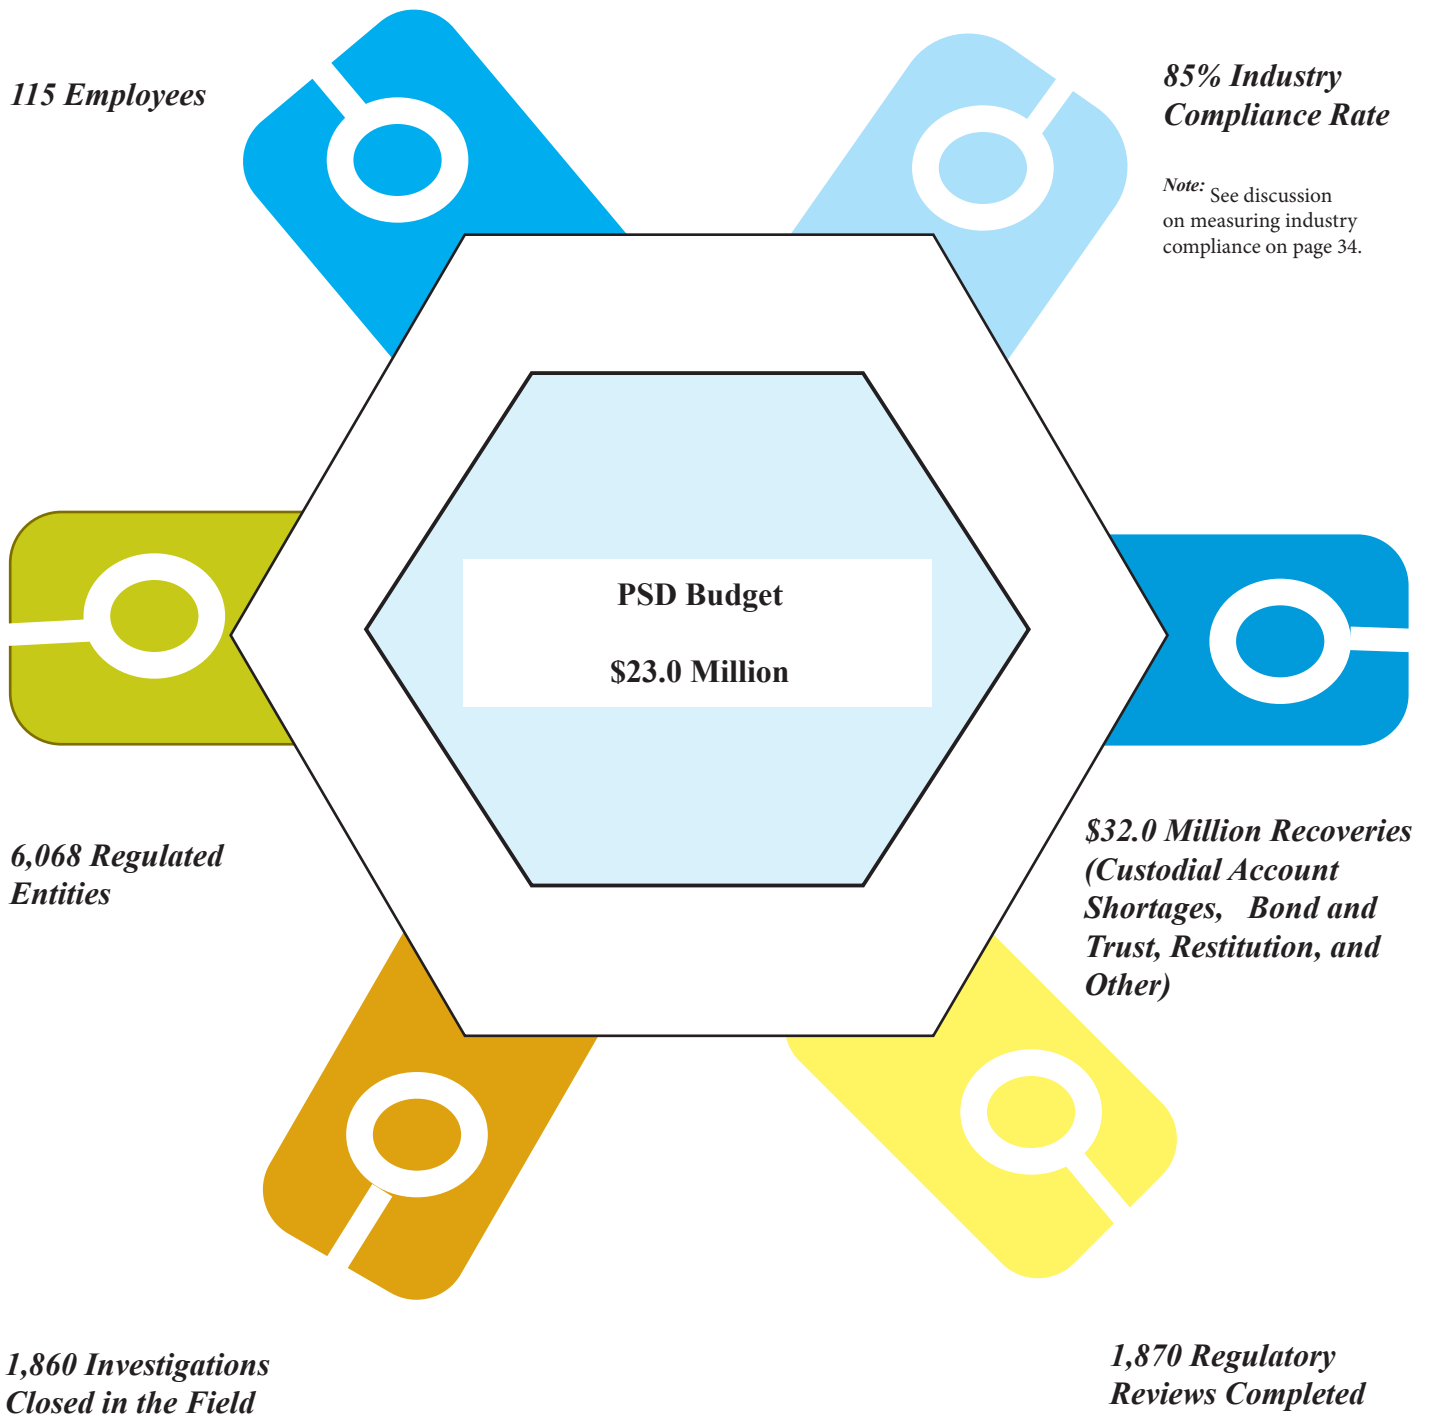 115 Employees
85% Industry
Compliance Rate
Note: See discussion
on measuring industry
compliance on page 34.
PSD Budget
$23.0 Million
6,068 Regulated
Entities
$32.0 Million Recoveries
(Custodial Account
Shortages, Bond and
Trust, Restitution, and
Other)
1,860 Investigations
Closed in the Field
1,870 Regulatory
Reviews Completed